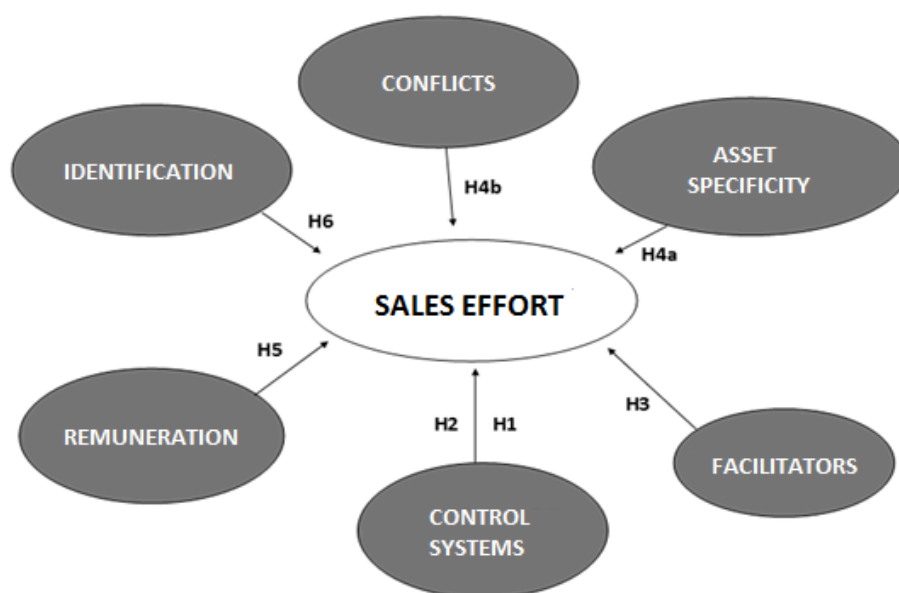 CONFLICTS
IDENTIFICATION
ASSET
SPECIFICITY
H4b
H6
H4a
SALES EFFORT
H5
H3
REMUNERATION
H2 H1
FACILITATORS
CONTROL
SYSTEMS